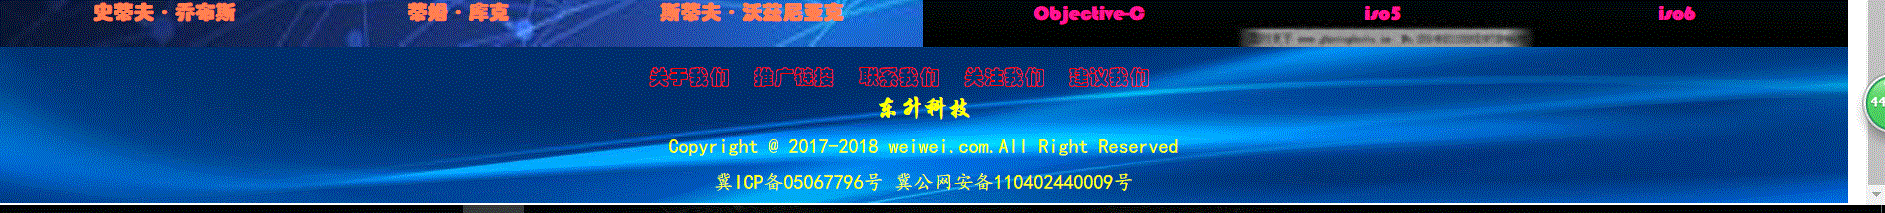 史蒂夫·乔布斯 蒂姆·库克 斯蒂夫·沃兹尼亚克 Objective-C iso5 iso6
关于我们 推广链接 联系我们 关注我们 建议我们
东升科技
Copyright @ 2017-2018 weiwei.com.All Right Reserved
冀ICP备05067796号 冀公网安备110402440009号
44